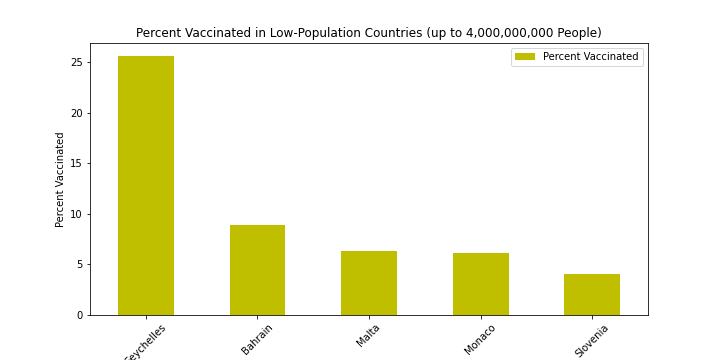 Percent Vaccinated in Low-Population Countries (up to 4,000,000,000 People)
Percent Vaccinated
Percent Vaccinated
25
20
15
10
5
0
Seychelles
Bahrain
Malta
Monaco
Slovenia